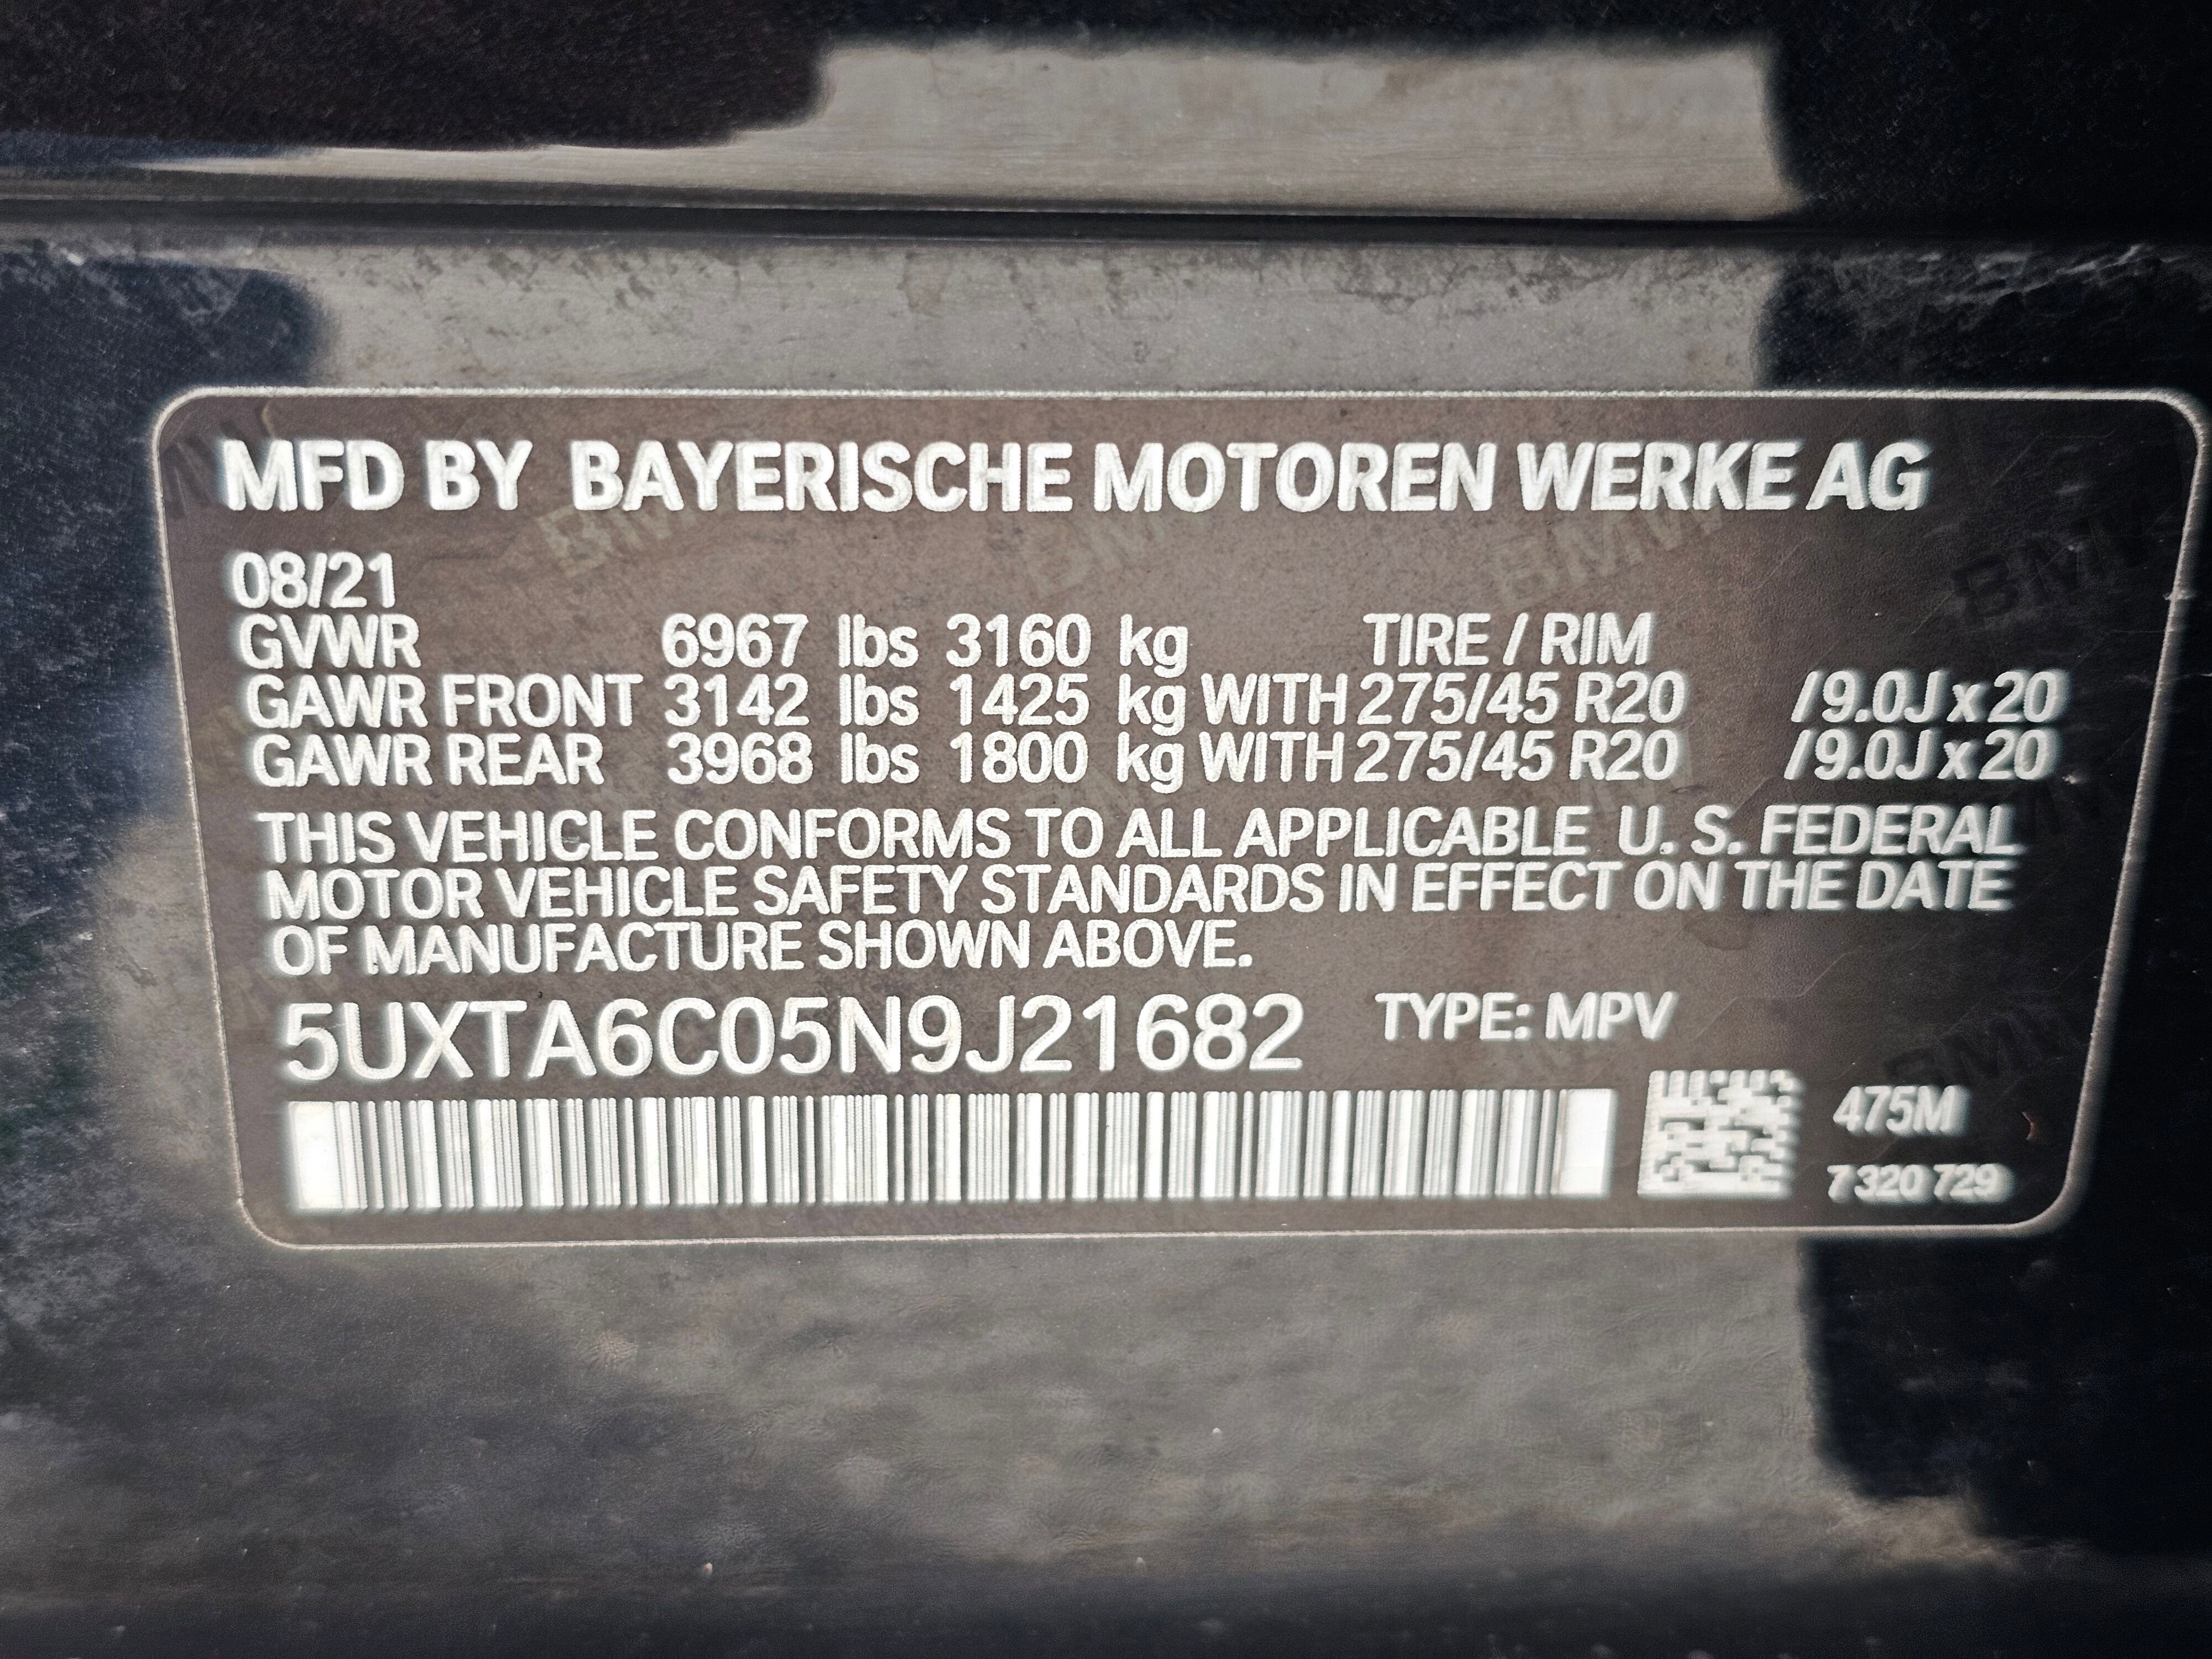 MFD BY BAYERISCHE MOTOREN WERKE AG
08/21
GVWR 6967 lbs 3160 kg TIRE / RIM
GAWR FRONT 3142 lbs 1425 kg WITH 275/45 R20 /9.0J x 20
GAWR REAR 3968 lbs 1800 kg WITH 275/45 R20 /9.0J x 20
THIS VEHICLE CONFORMS TO ALL APPLICABLE U. S. FEDERAL
MOTOR VEHICLE SAFETY STANDARDS IN EFFECT ON THE DATE
OF MANUFACTURE SHOWN ABOVE.
5UXTA6C05N9J21682 TYPE: MPV
475M
7 320 729